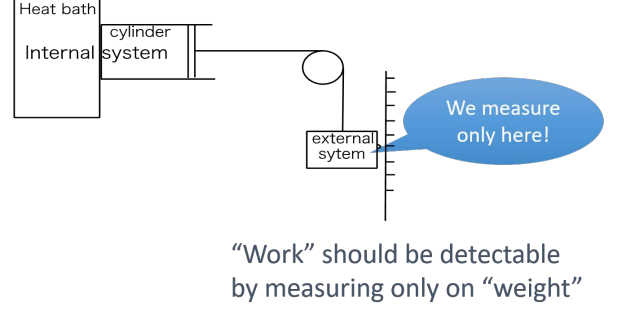 Heat bath
cylinder
Internal system
We measure
only here!
external
sytem
“Work” should be detectable
by measuring only on “weight”